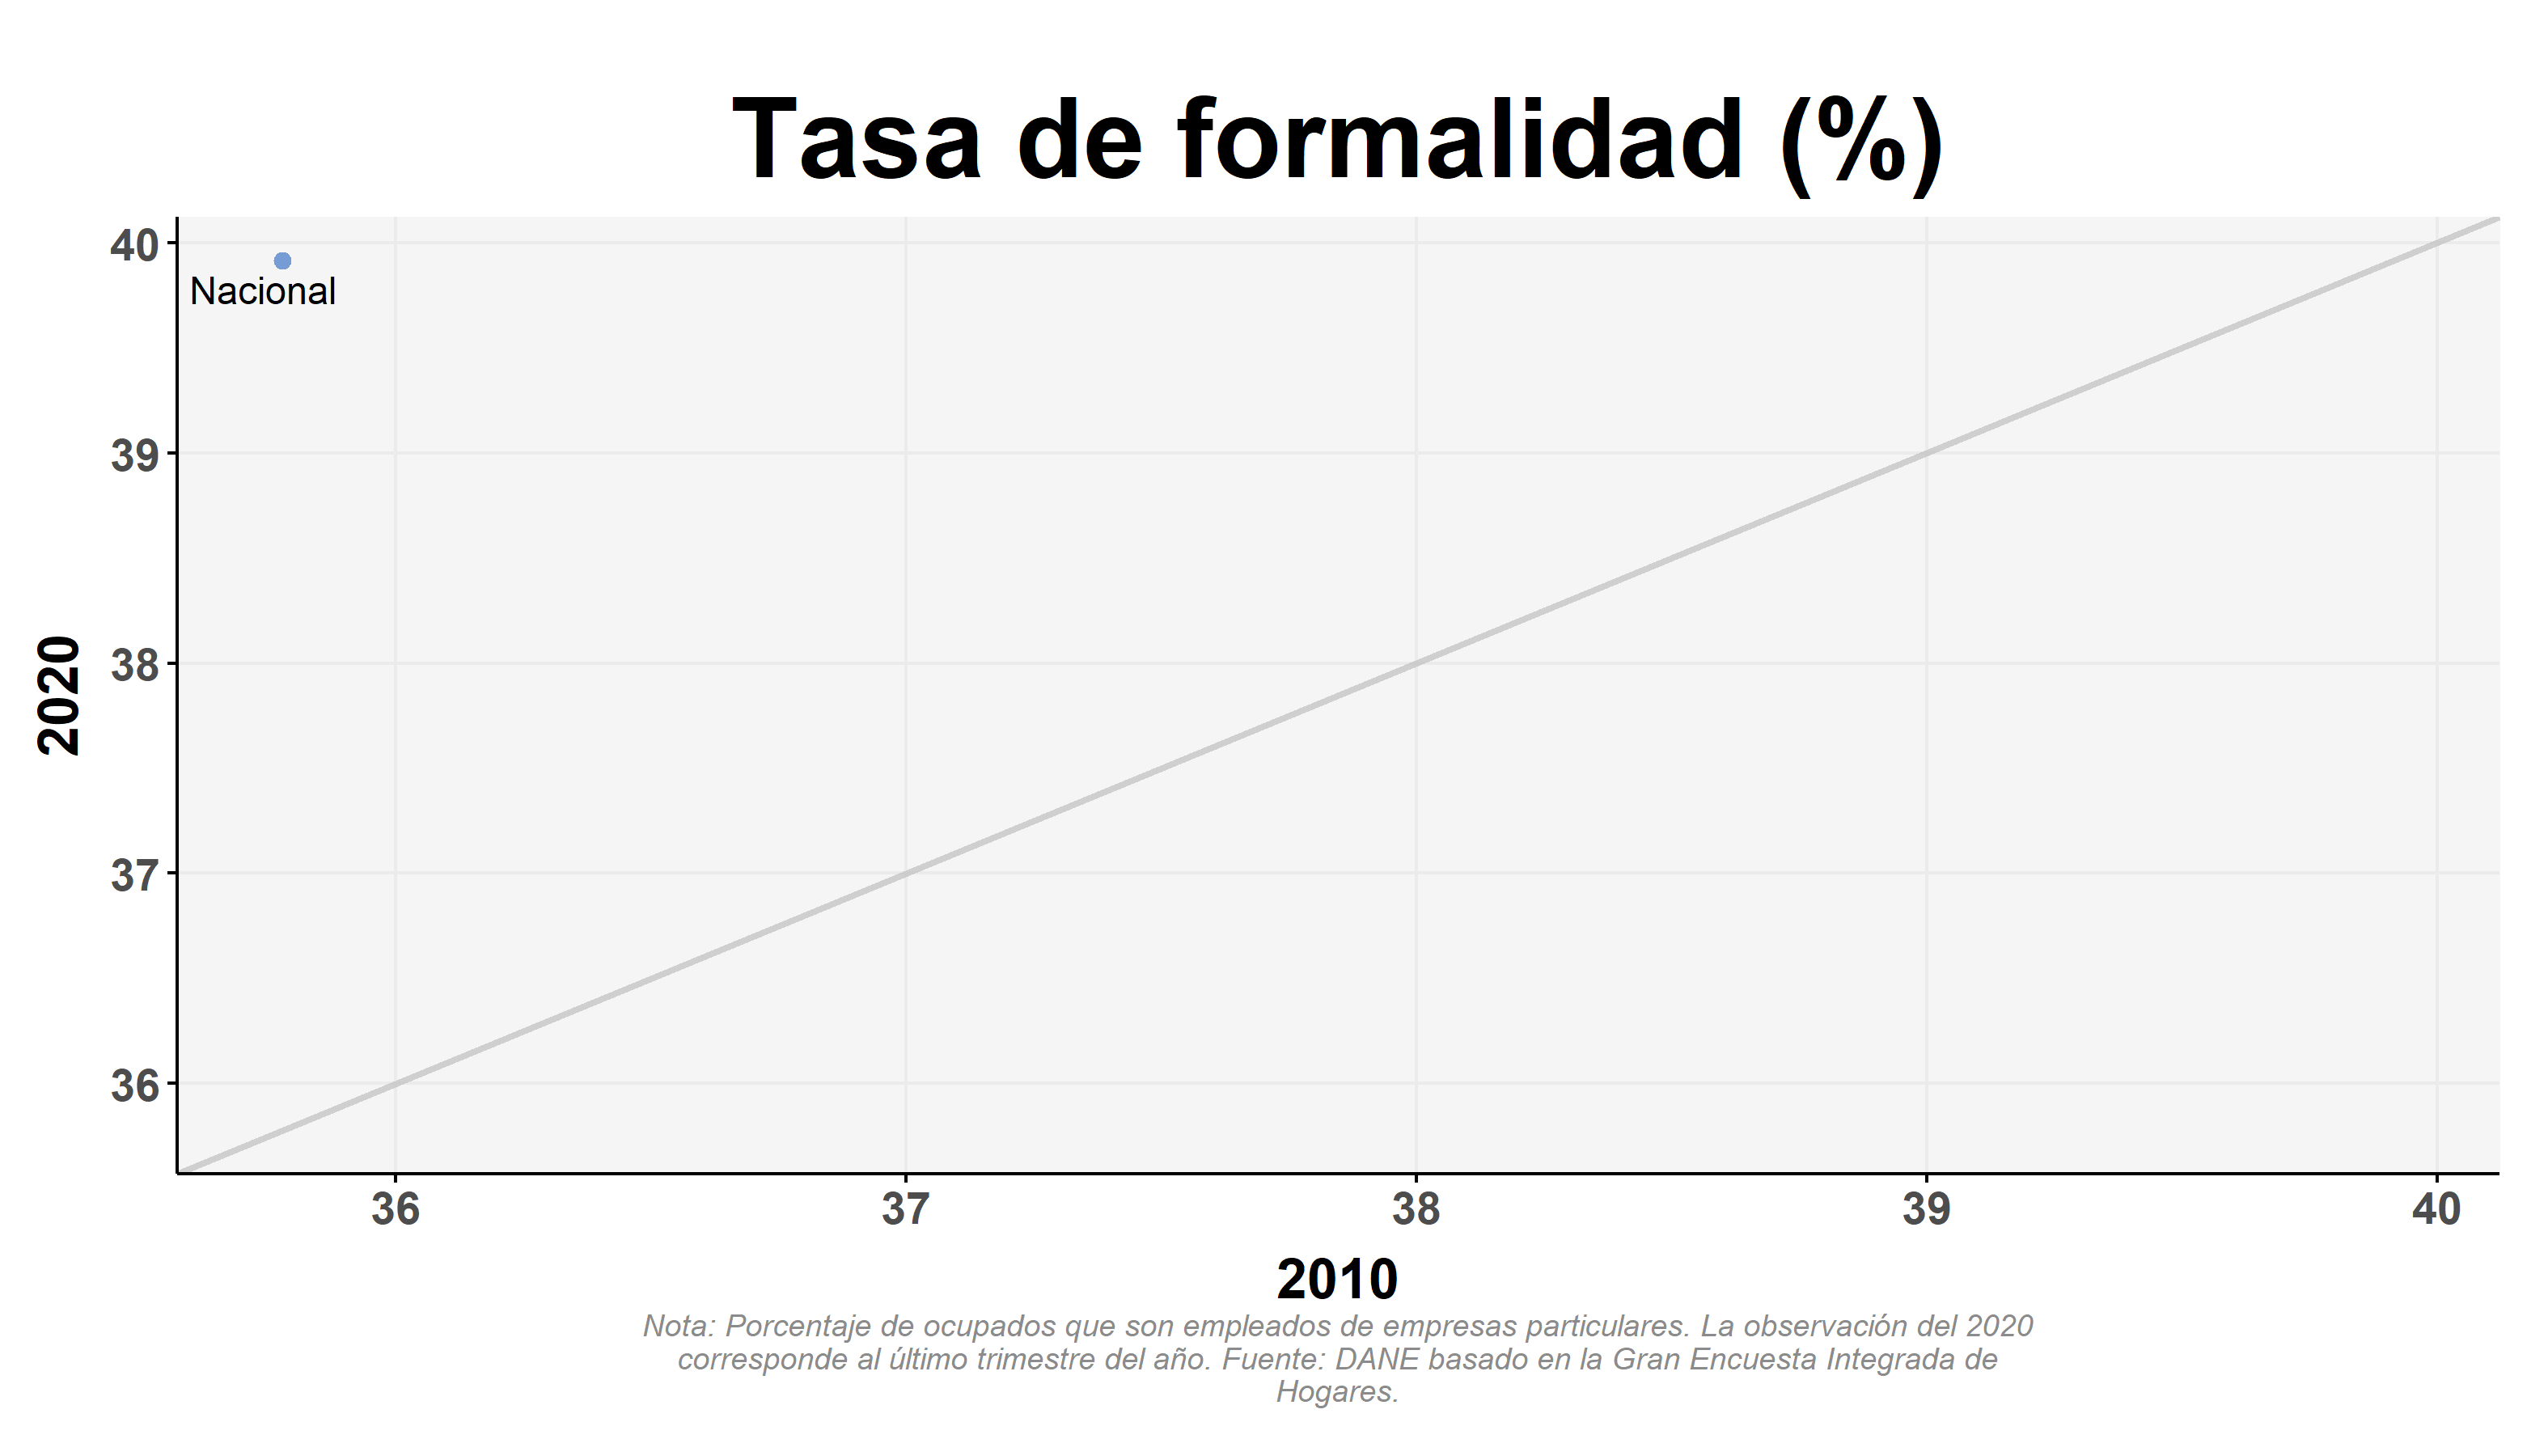 Tasa de formalidad (%)
40
Nacional
39
38
37
36
2020
36 37 38 39 40
2010
Nota: Porcentaje de ocupados que son empleados de empresas particulares. La observación del 2020
corresponde al último trimestre del año. Fuente: DANE basado en la Gran Encuesta Integrada de
Hogares.